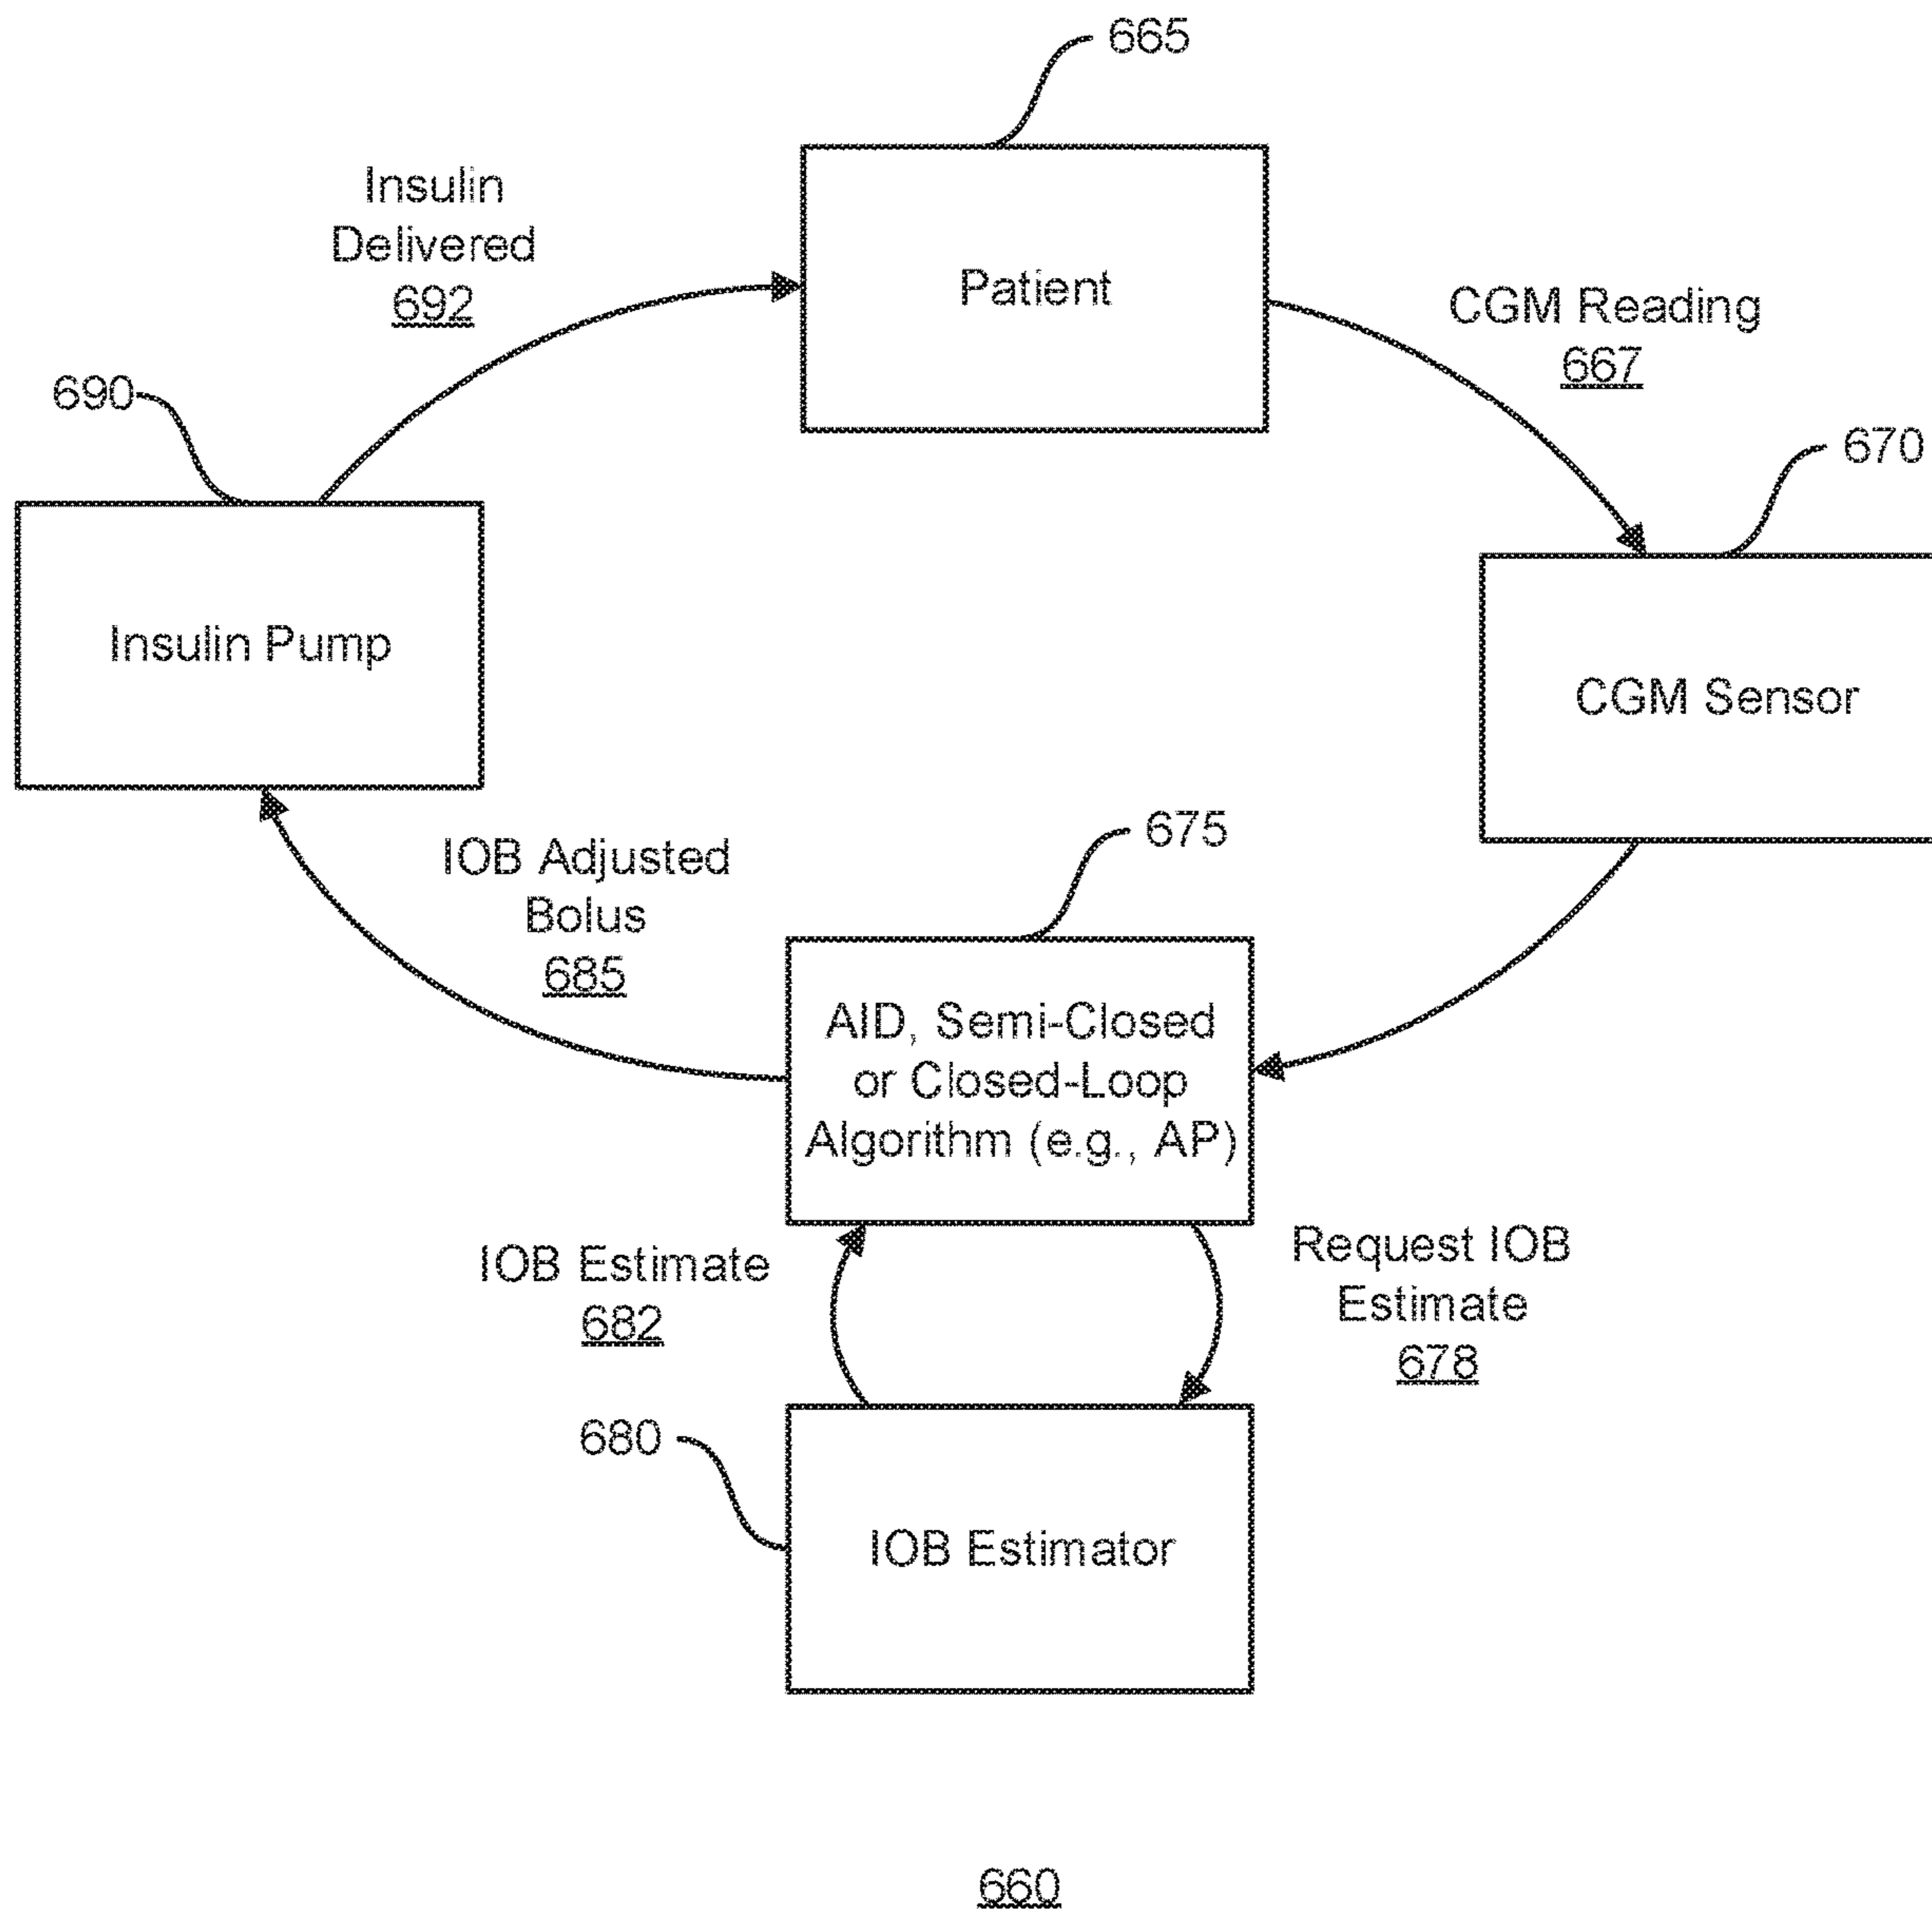 665
Insulin
Delivered
692
Patient
CGM Reading
667
690
670
Insulin Pump
CGM Sensor
675
IOB Adjusted
Bolus
685
AID, Semi-Closed
or Closed-Loop
Algorithm (e.g., AP)
IOB Estimate
682
Request IOB
Estimate
678
680
IOB Estimator
660